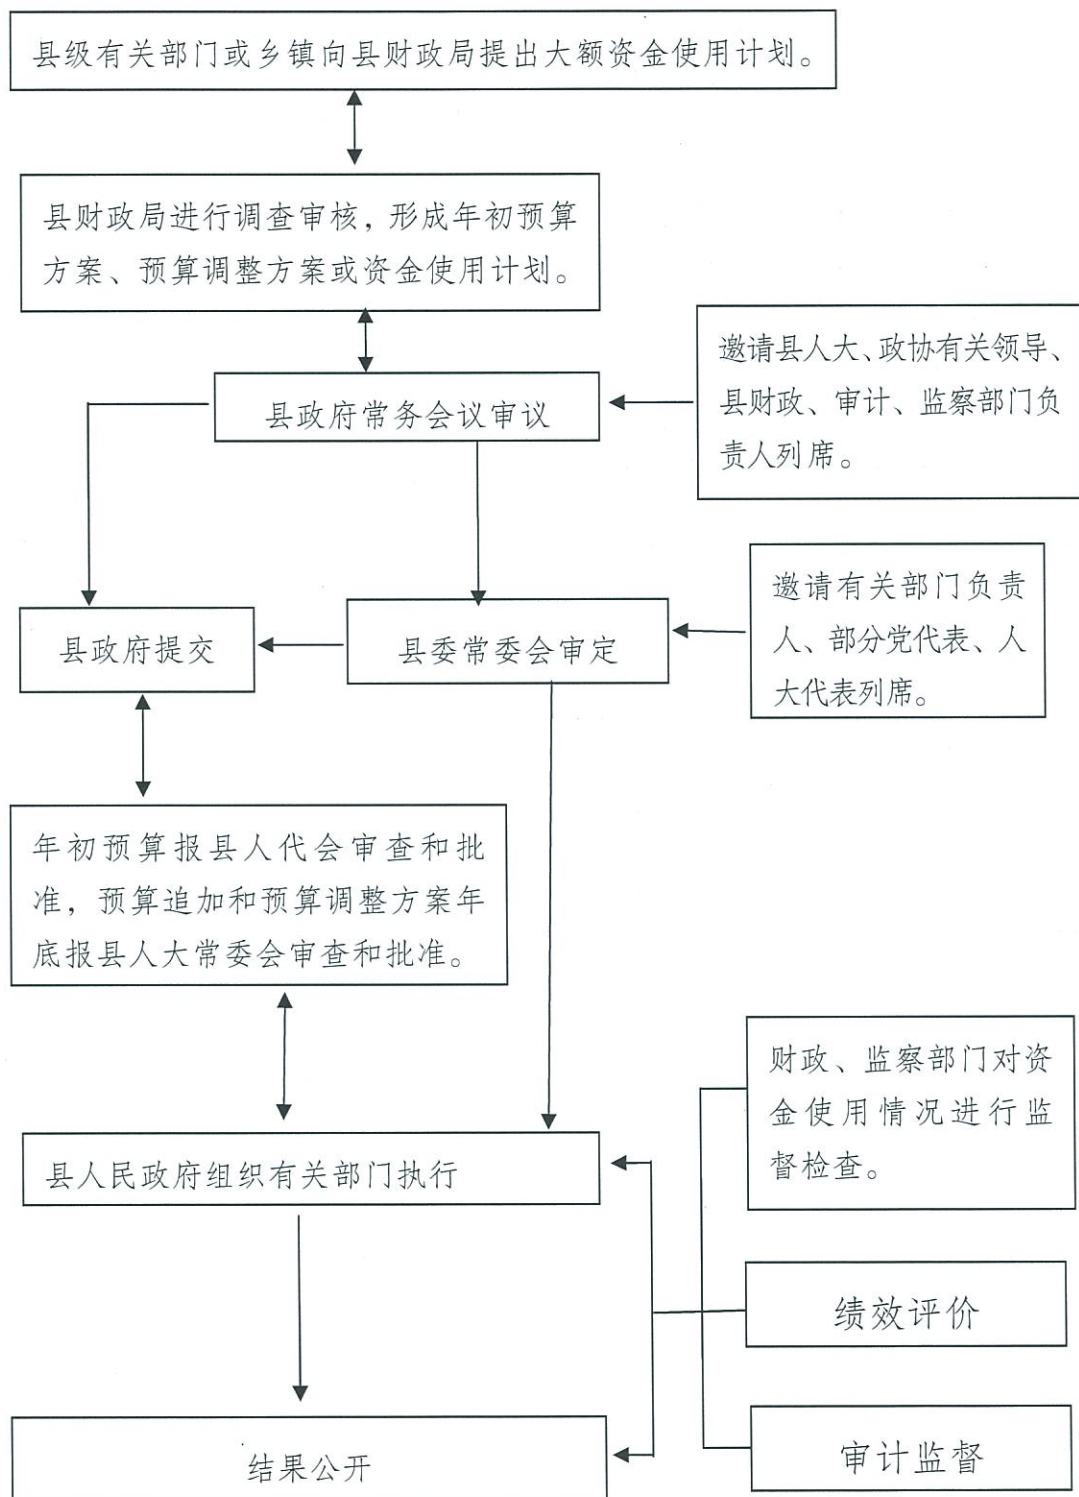 县级有关部门或乡镇向县财政局提出大额资金使用计划。
县财政局进行调查审核，形成年初预算
方案、预算调整方案或资金使用计划。
邀请县人大、政协有关领导、
县财政、审计、监察部门负
责人列席。
县政府常务会议审议
邀请有关部门负责
人、部分党代表、人
大代表列席。
县政府提交
县委常委会审定
年初预算报县人代会审查和批
准，预算追加和预算调整方案年
底报县人大常委会审查和批准。
财政、监察部门对资
金使用情况进行监
督检查。
县人民政府组织有关部门执行
绩效评价
审计监督
结果公开